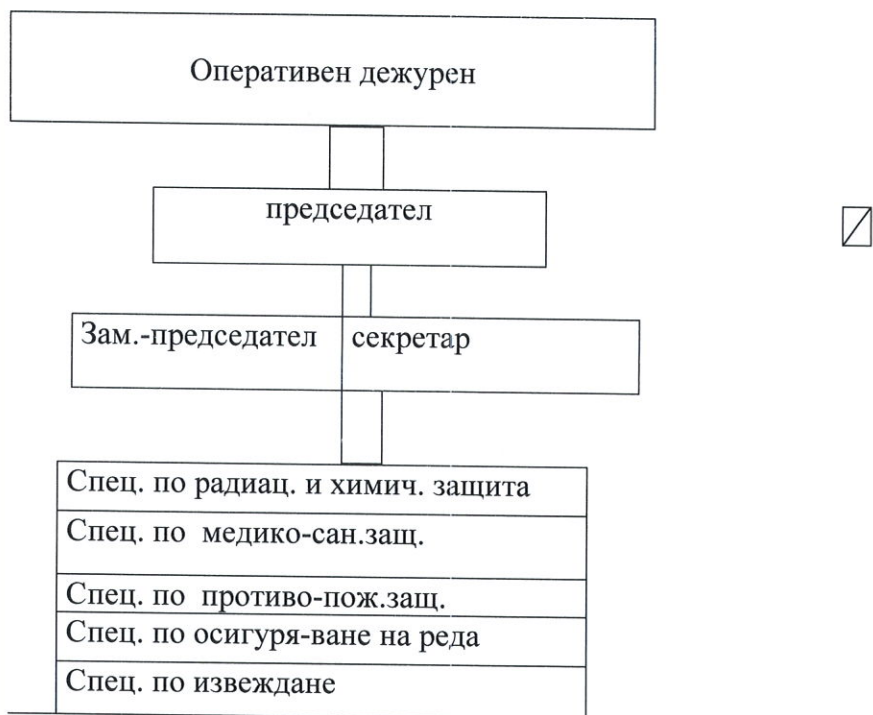 Оперативен дежурен
председател
Зам.-председател секретар
Спец. по радиац. и химич. защита
Спец. по медико-сан.защ.
Спец. по противо-пож.защ.
Спец. по осигуря-ване на реда
Спец. по извеждане